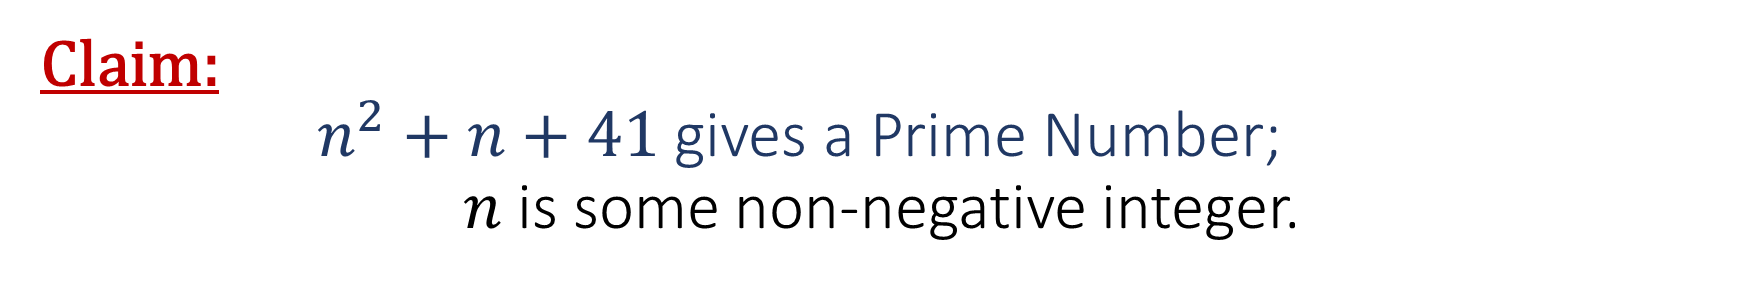 Claim:
n² + n + 41 gives a Prime Number;
n is some non-negative integer.